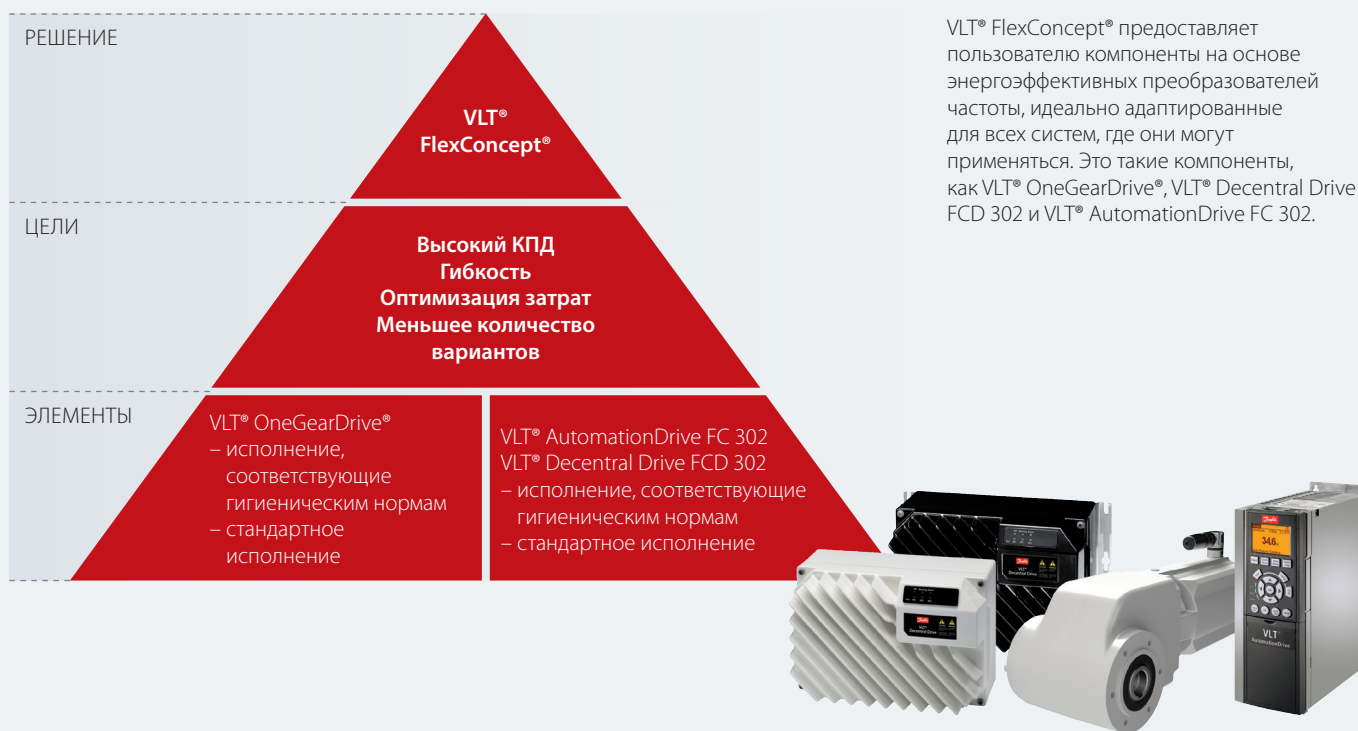 РЕШЕНИЕ
VLT®
FlexConcept®
ЦЕЛИ
Высокий КПД
Гибкость
Оптимизация затрат
Меньшее количество
вариантов
ЭЛЕМЕНТЫ
VLT® OneGearDrive®
– исполнение,
соответствующие
гигиеническим нормам
– стандартное
исполнение
VLT® AutomationDrive FC 302
VLT® Decentral Drive FCD 302
– исполнение, соответствующие
гигиеническим нормам
– стандартное исполнение
VLT® FlexConcept® предоставляет
пользователю компоненты на основе
энергоэффективных преобразователей
частоты, идеально адаптированные
для всех систем, где они могут
применяться. Это такие компоненты,
как VLT® OneGearDrive®, VLT® Decentral Drive
FCD 302 и VLT® AutomationDrive FC 302.
Danfoss
VLT®
Decentral Drive
Danfoss
VLT®
Decentral Drive
Danfoss
34.6
VLT®
AutomationDrive